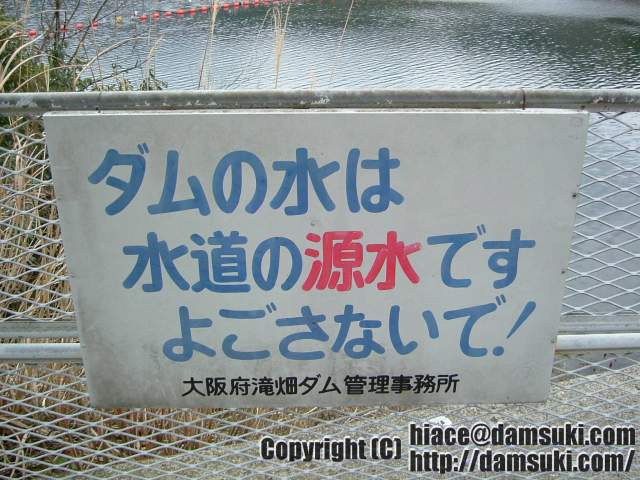 ダムの水は
水道の源水です
よごさないで!
大阪府滝畑ダム管理事務所
Copyright (C) hiace@damsuki.com
http://damsuki.com/